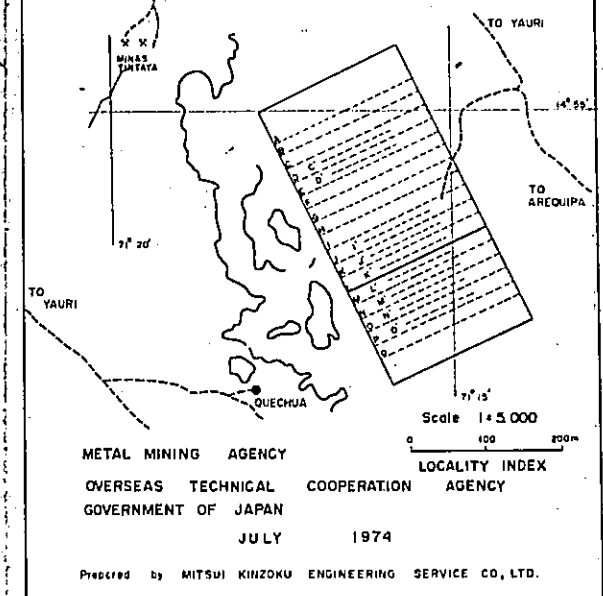 TO YAURI
MINAS
TINTAYA
14° 55'
TO
AREQUIPA
71° 20'
TO
YAURI
QUECHUA
71° 15'
Scale 1:5.000
0 100 200m
LOCALITY INDEX
METAL MINING AGENCY
OVERSEAS TECHNICAL COOPERATION AGENCY
GOVERNMENT OF JAPAN
JULY 1974
Prepared by MITSUI KINZOKU ENGINEERING SERVICE CO, LTD.